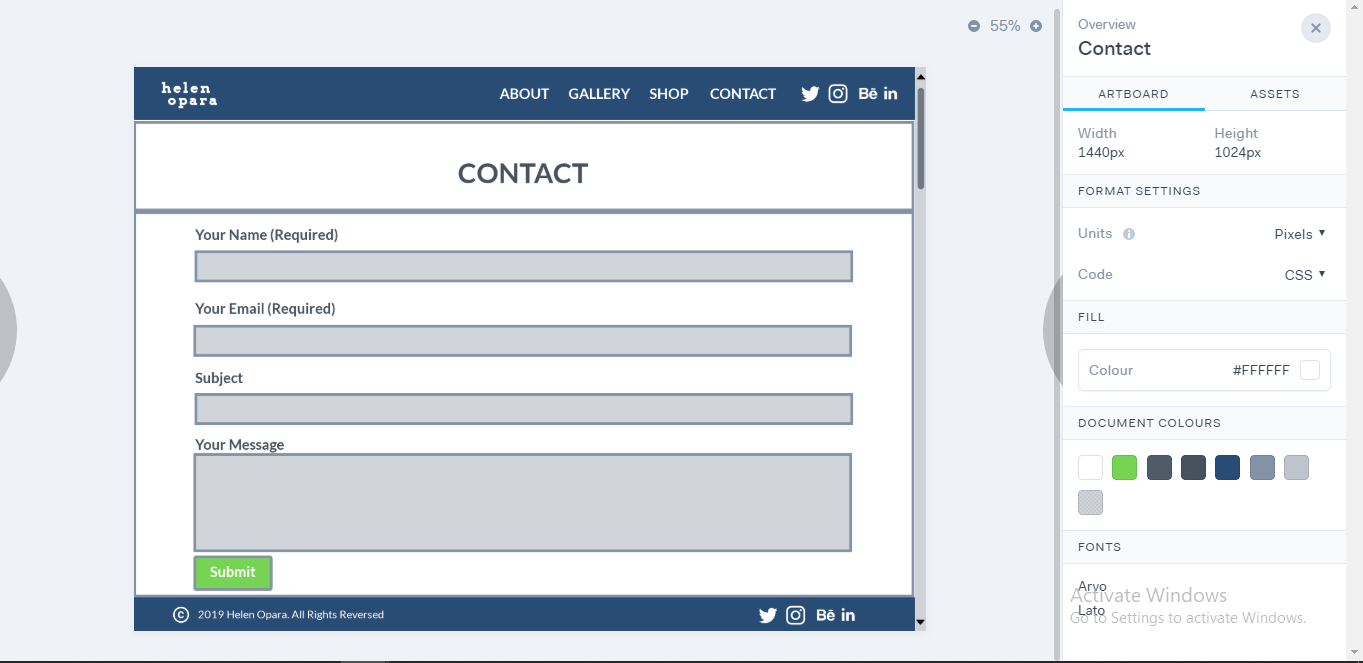 55%
helen
opara
ABOUT GALLERY SHOP CONTACT Bē in
CONTACT
Your Name (Required)
Your Email (Required)
Subject
Your Message
Submit
© 2019 Helen Opara. All Rights Reversed Bē in
Overview
Contact
ARTBOARD ASSETS
Width Height
1440px 1024px
FORMAT SETTINGS
Units Pixels
Code CSS
FILL
Colour #FFFFFF
DOCUMENT COLOURS
FONTS
Arvo
Activate Windows
Lato
Go to Settings to activate Windows.